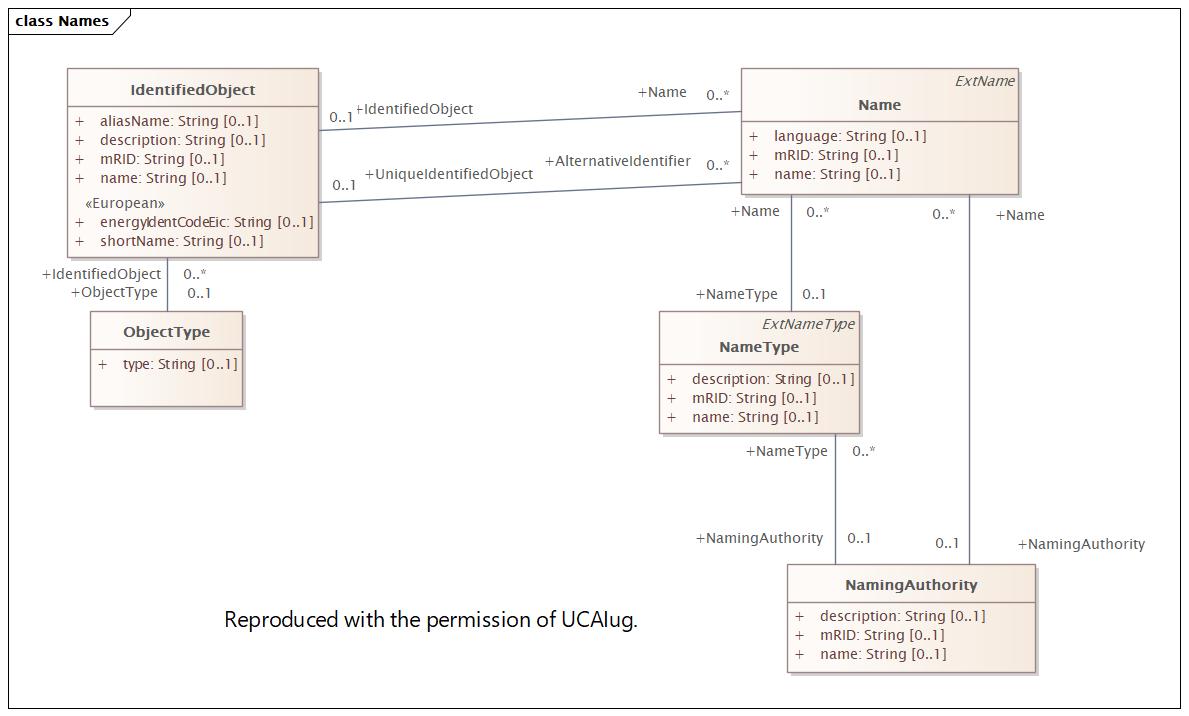 class Names
IdentifiedObject
+ aliasName: String [0..1]
+ description: String [0..1]
+ mRID: String [0..1]
+ name: String [0..1]
«European»
+ energyIdentCodeEic: String [0..1]
+ shortName: String [0..1]
0..1
+IdentifiedObject
+Name
0..*
0..1
+UniqueIdentifiedObject
+AlternativeIdentifier
0..*
ExtName
Name
+ language: String [0..1]
+ mRID: String [0..1]
+ name: String [0..1]
+IdentifiedObject
0..*
+ObjectType
0..1
ObjectType
+ type: String [0..1]
+Name
0..*
0..*
+Name
+NameType
0..1
ExtNameType
NameType
+ description: String [0..1]
+ mRID: String [0..1]
+ name: String [0..1]
+NameType
0..*
+NamingAuthority
0..1
0..1
+NamingAuthority
NamingAuthority
+ description: String [0..1]
+ mRID: String [0..1]
+ name: String [0..1]
Reproduced with the permission of UCAIug.